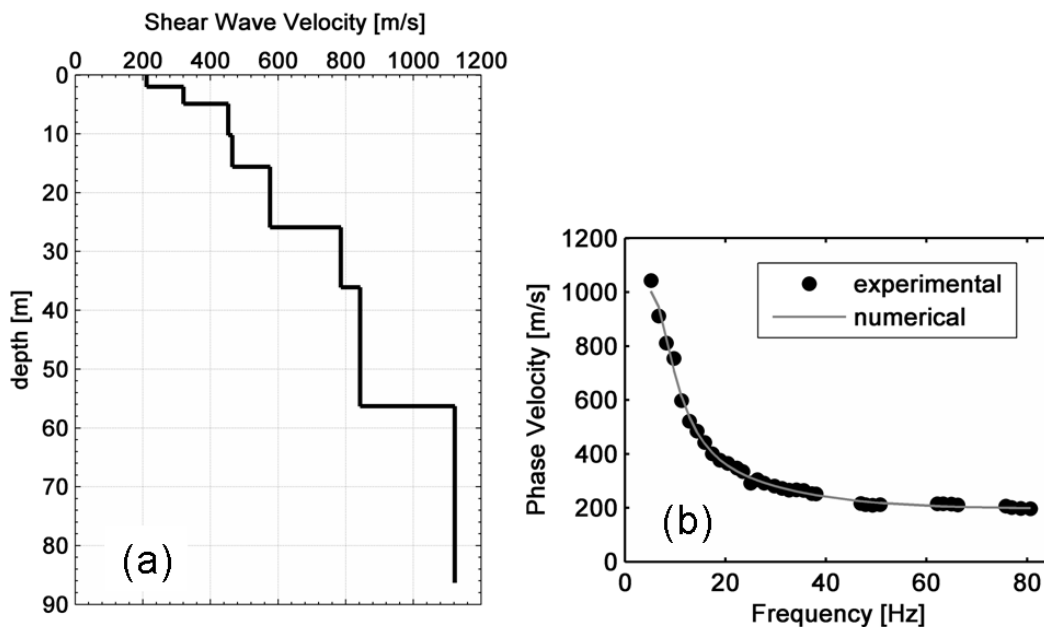 Shear Wave Velocity [m/s]
0 200 400 600 800 1000 1200
0
10
20
30
40
50
60
70
80
90
depth [m]
(a)
1200
1000
800
600
400
200
0
Phase Velocity [m/s]
experimental
numerical
(b)
0 20 40 60 80
Frequency [Hz]